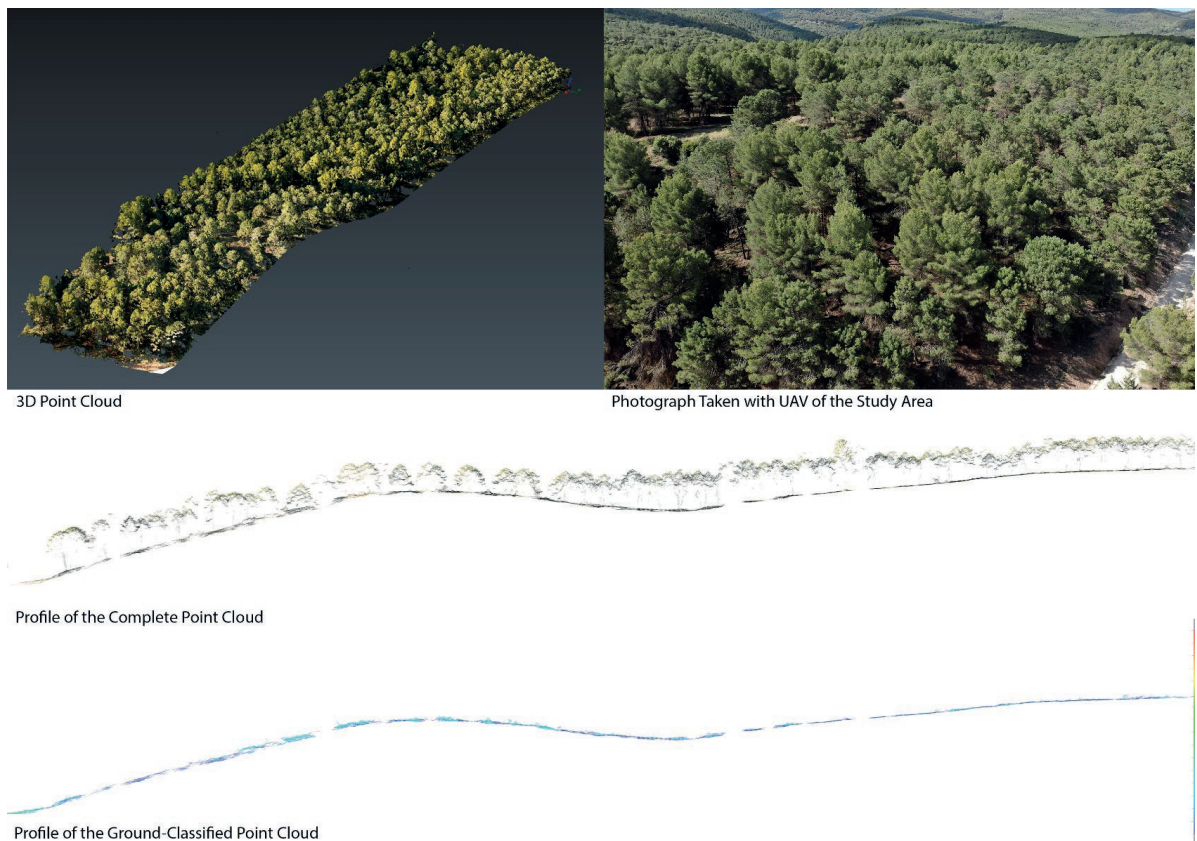 3D Point Cloud
Photograph Taken with UAV of the Study Area
Profile of the Complete Point Cloud
Profile of the Ground-Classified Point Cloud